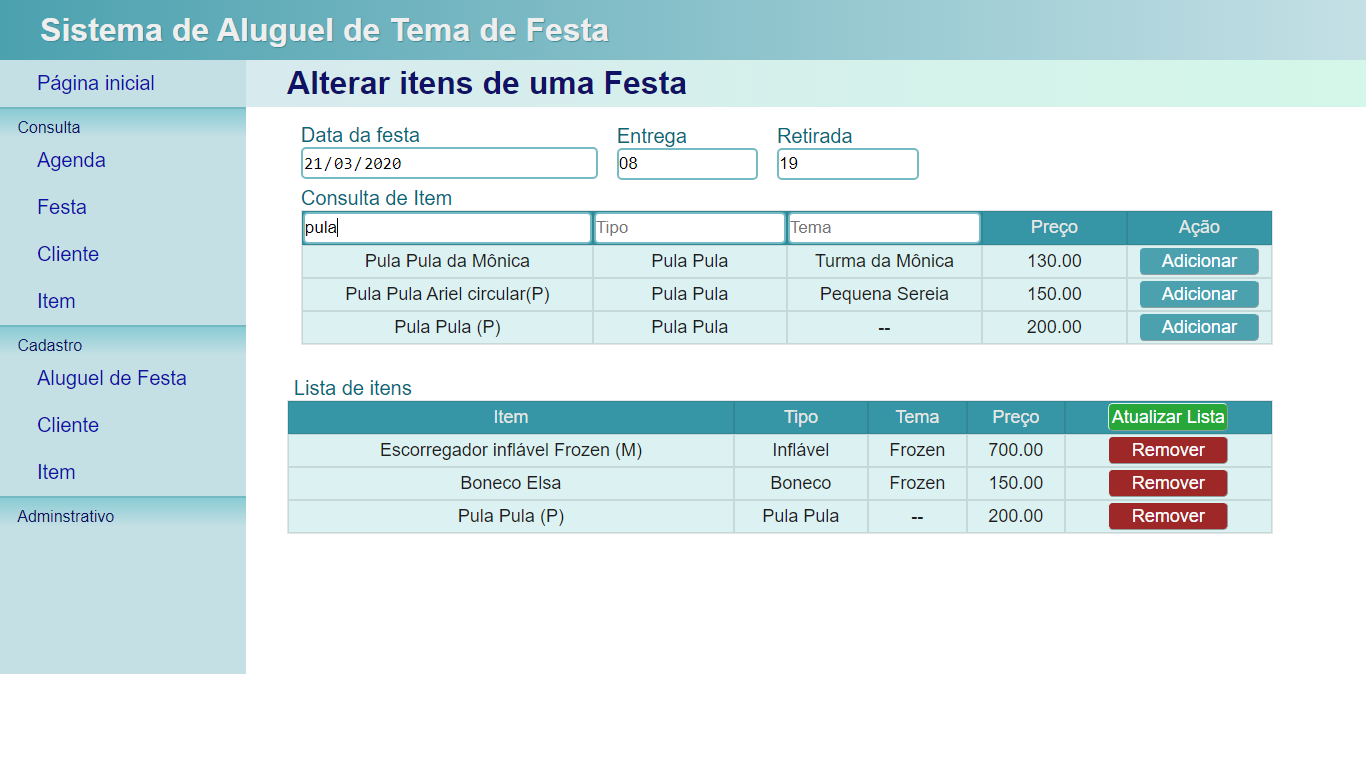 Sistema de Aluguel de Tema de Festa
Página inicial
Consulta
Agenda
Festa
Cliente
Item
Cadastro
Aluguel de Festa
Cliente
Item
Adminstrativo
Alterar itens de uma Festa
Data da festa Entrega Retirada
21/03/2020 08 19
Consulta de Item
pula Tipo Tema Preço Ação
Pula Pula da Mônica Pula Pula Turma da Mônica 130.00 Adicionar
Pula Pula Ariel circular(P) Pula Pula Pequena Sereia 150.00 Adicionar
Pula Pula (P) Pula Pula -- 200.00 Adicionar
Lista de itens
Item Tipo Tema Preço Atualizar Lista
Escorregador inflável Frozen (M) Inflável Frozen 700.00 Remover
Boneco Elsa Boneco Frozen 150.00 Remover
Pula Pula (P) Pula Pula -- 200.00 Remover